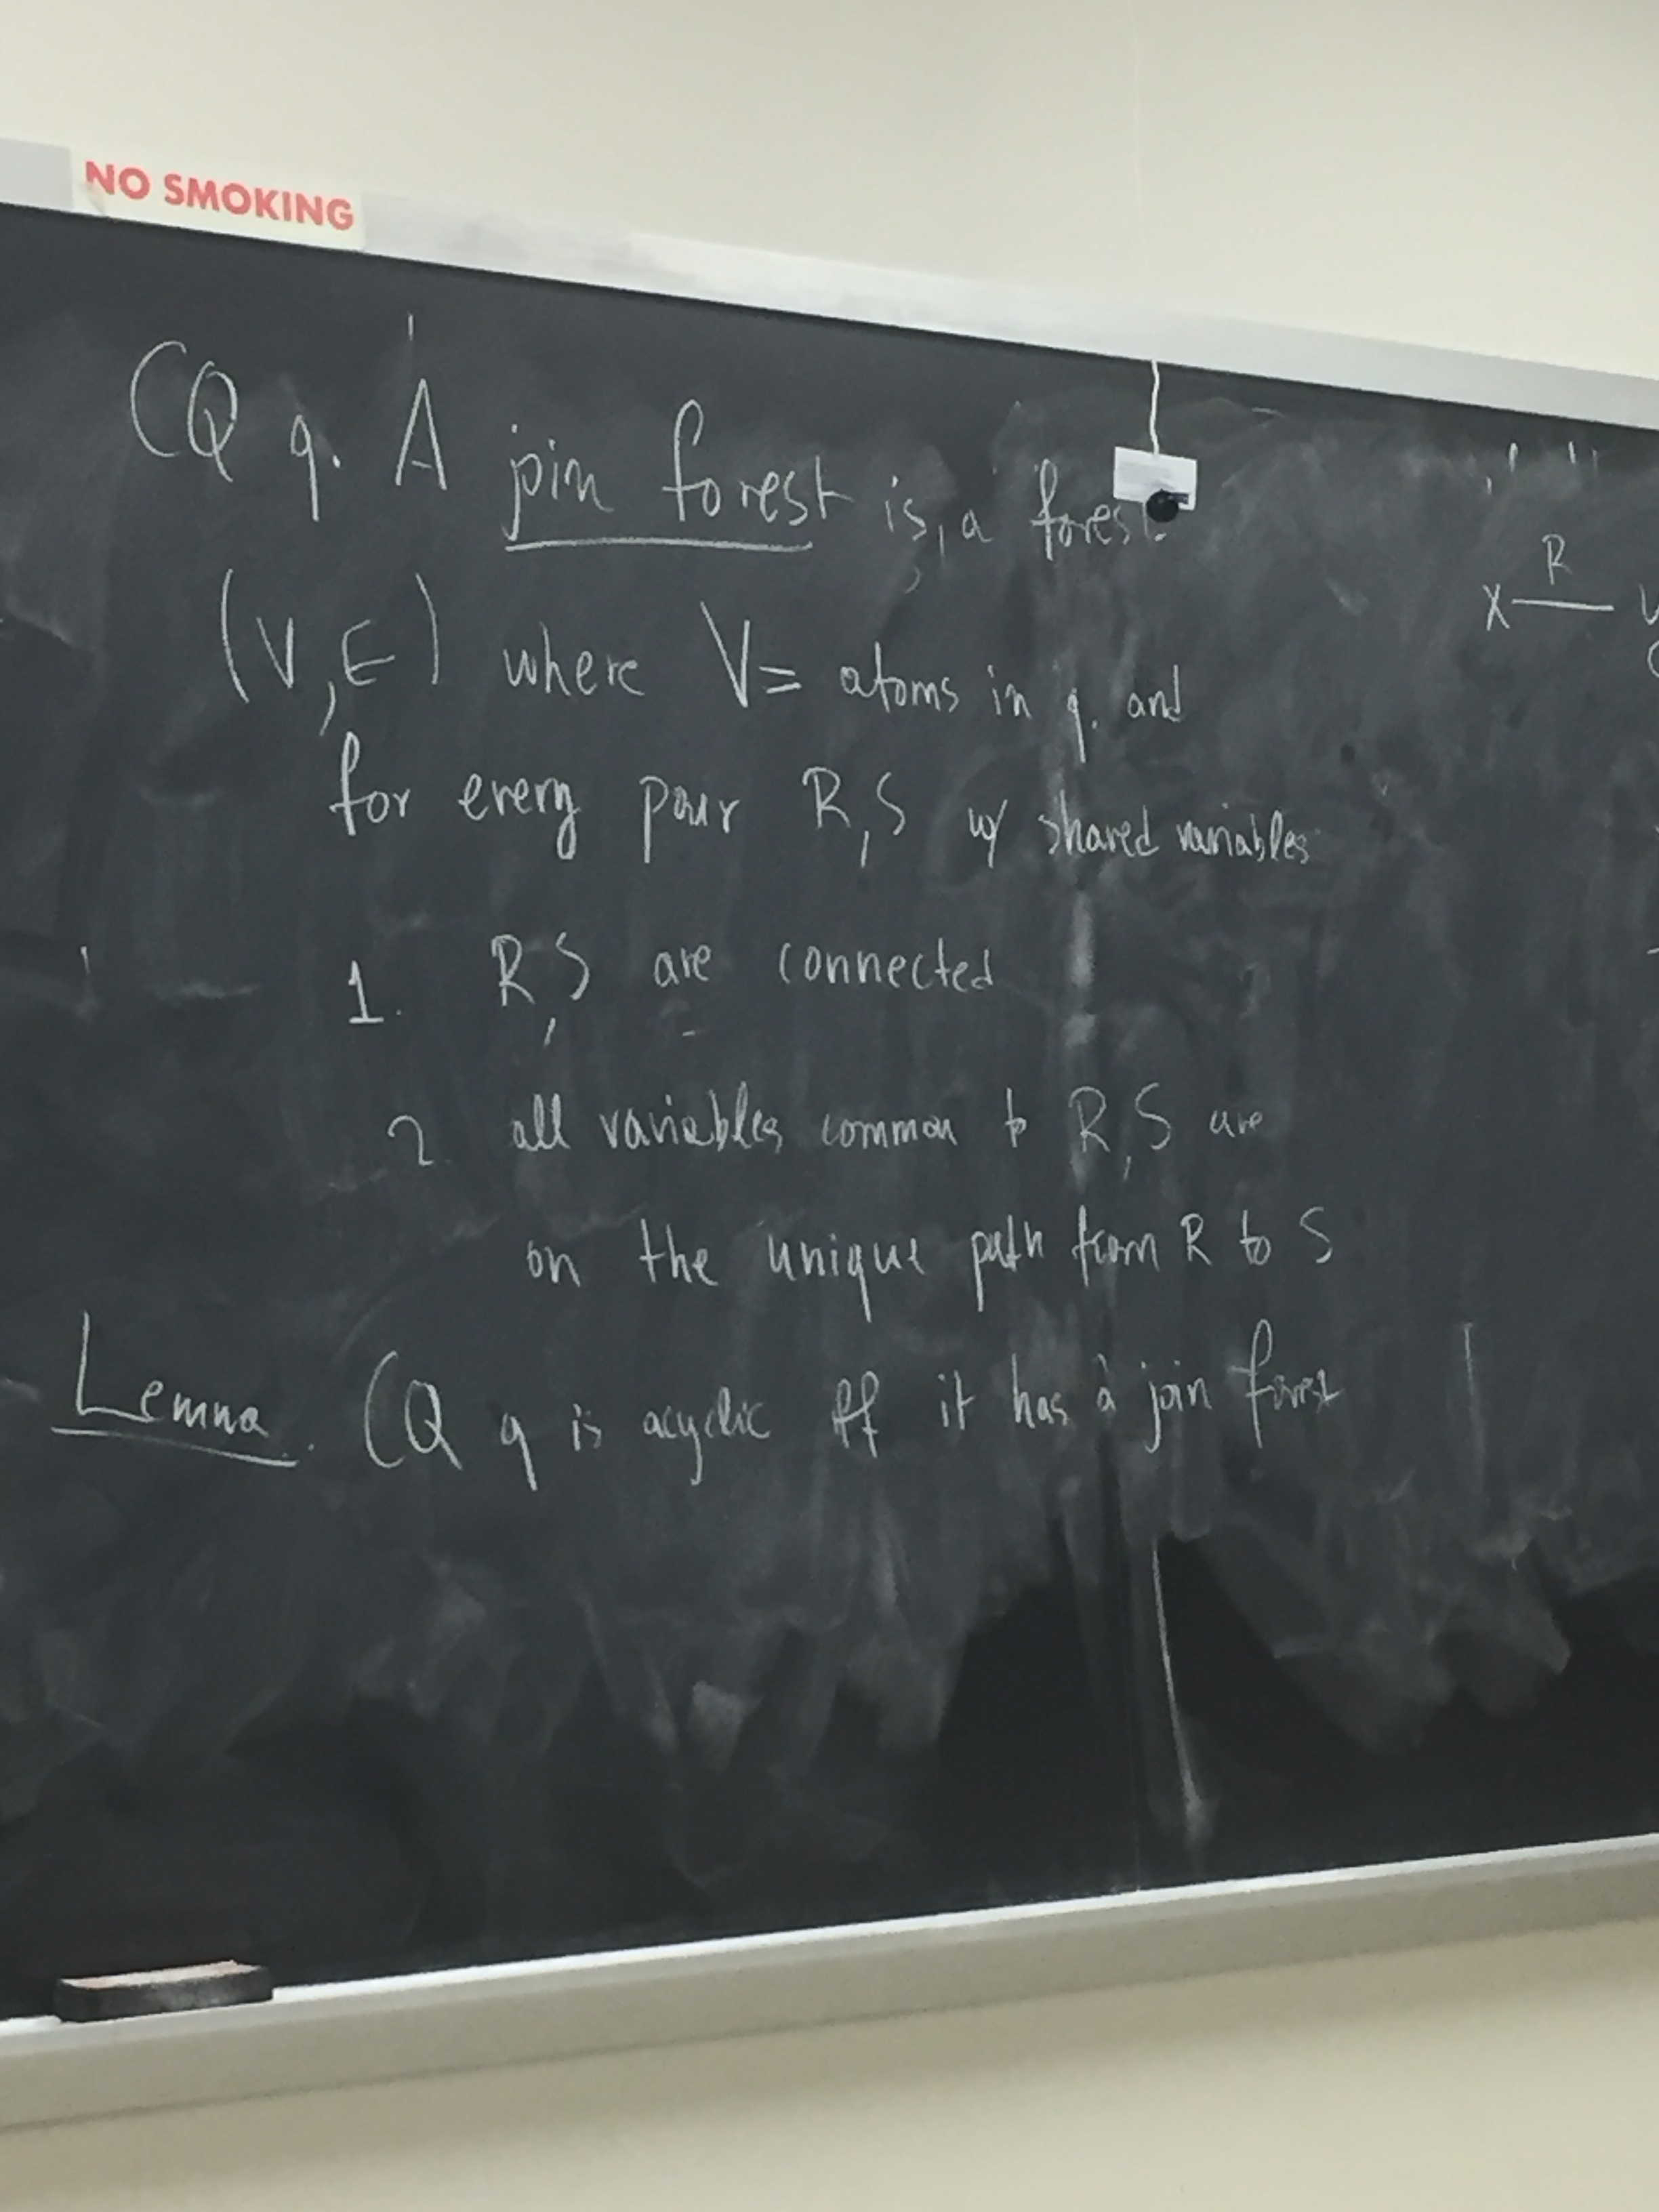 NO SMOKING
CQ q. A join forest is a forest
(V, E) where V = atoms in q. and
for every pair R, S w/ shared variables
1. R, S are connected
2. all variables common to R, S are
on the unique path from R to S
Lemma. CQ q is acyclic iff it has a join forest
R
X